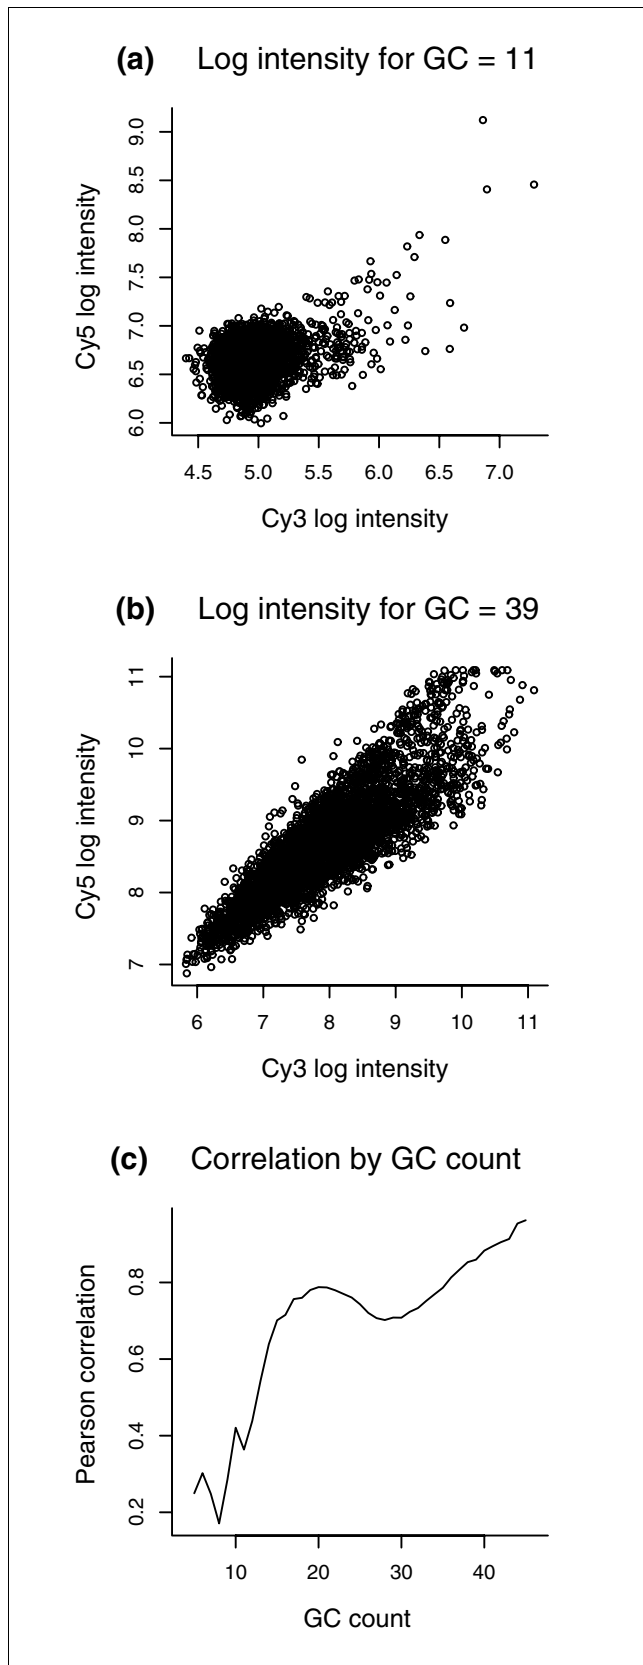 (a) Log intensity for GC = 11
9.0
8.5
8.0
7.5
7.0
6.5
6.0
Cy5 log intensity
4.5 5.0 5.5 6.0 6.5 7.0
Cy3 log intensity
(b) Log intensity for GC = 39
11
10
9
8
7
Cy5 log intensity
6 7 8 9 10 11
Cy3 log intensity
(c) Correlation by GC count
0.8
0.6
0.4
0.2
Pearson correlation
10 20 30 40
GC count